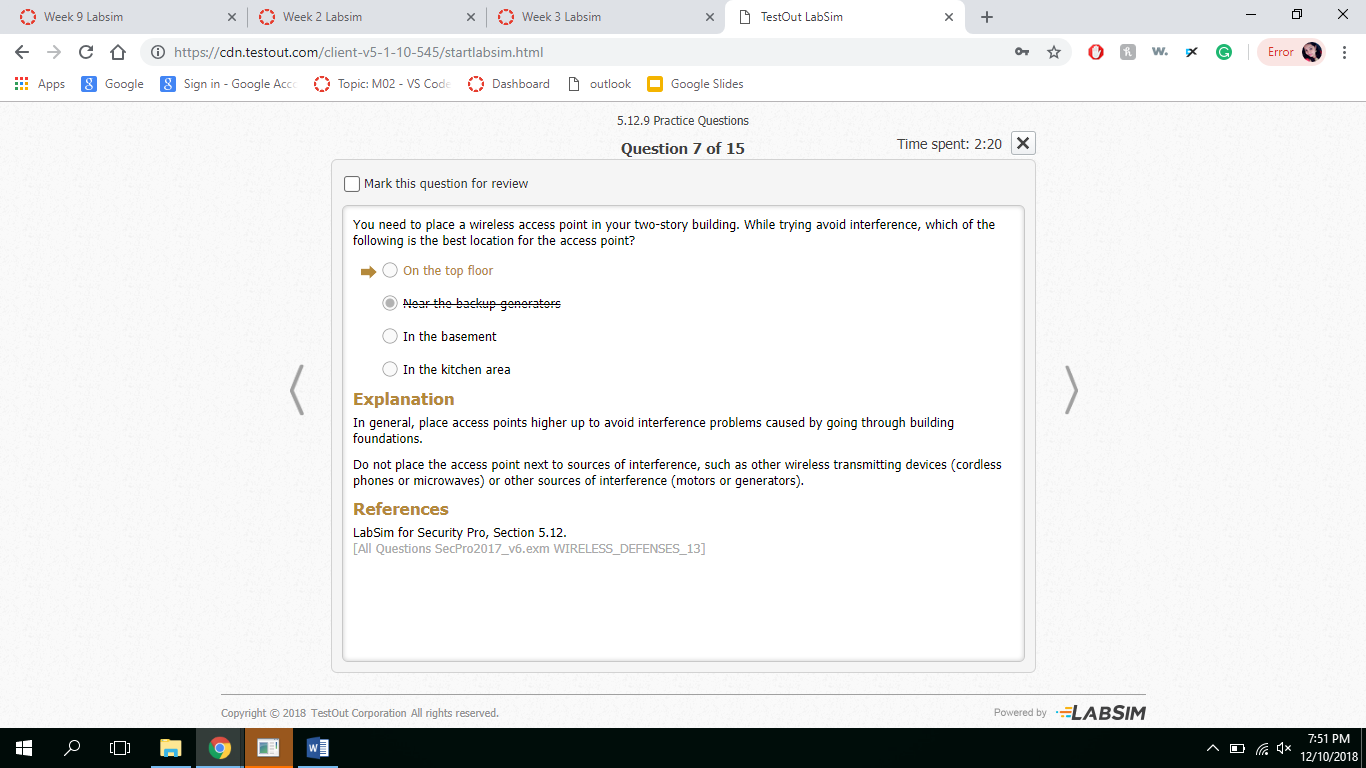 Week 9 Labsim
Week 2 Labsim
Week 3 Labsim
TestOut LabSim
https://cdn.testout.com/client-v5-1-10-545/startlabsim.html
Error
Apps
Google
Sign in - Google Acco
Topic: M02 - VS Code
Dashboard
outlook
Google Slides
5.12.9 Practice Questions
Question 7 of 15
Time spent: 2:20
Mark this question for review
You need to place a wireless access point in your two-story building. While trying avoid interference, which of the
following is the best location for the access point?
On the top floor
Near the backup generators
In the basement
In the kitchen area
Explanation
In general, place access points higher up to avoid interference problems caused by going through building
foundations.
Do not place the access point next to sources of interference, such as other wireless transmitting devices (cordless
phones or microwaves) or other sources of interference (motors or generators).
References
LabSim for Security Pro, Section 5.12.
[All Questions SecPro2017_v6.exm WIRELESS_DEFENSES_13]
Copyright © 2018 TestOut Corporation All rights reserved.
Powered by LABSIM
7:51 PM
12/10/2018